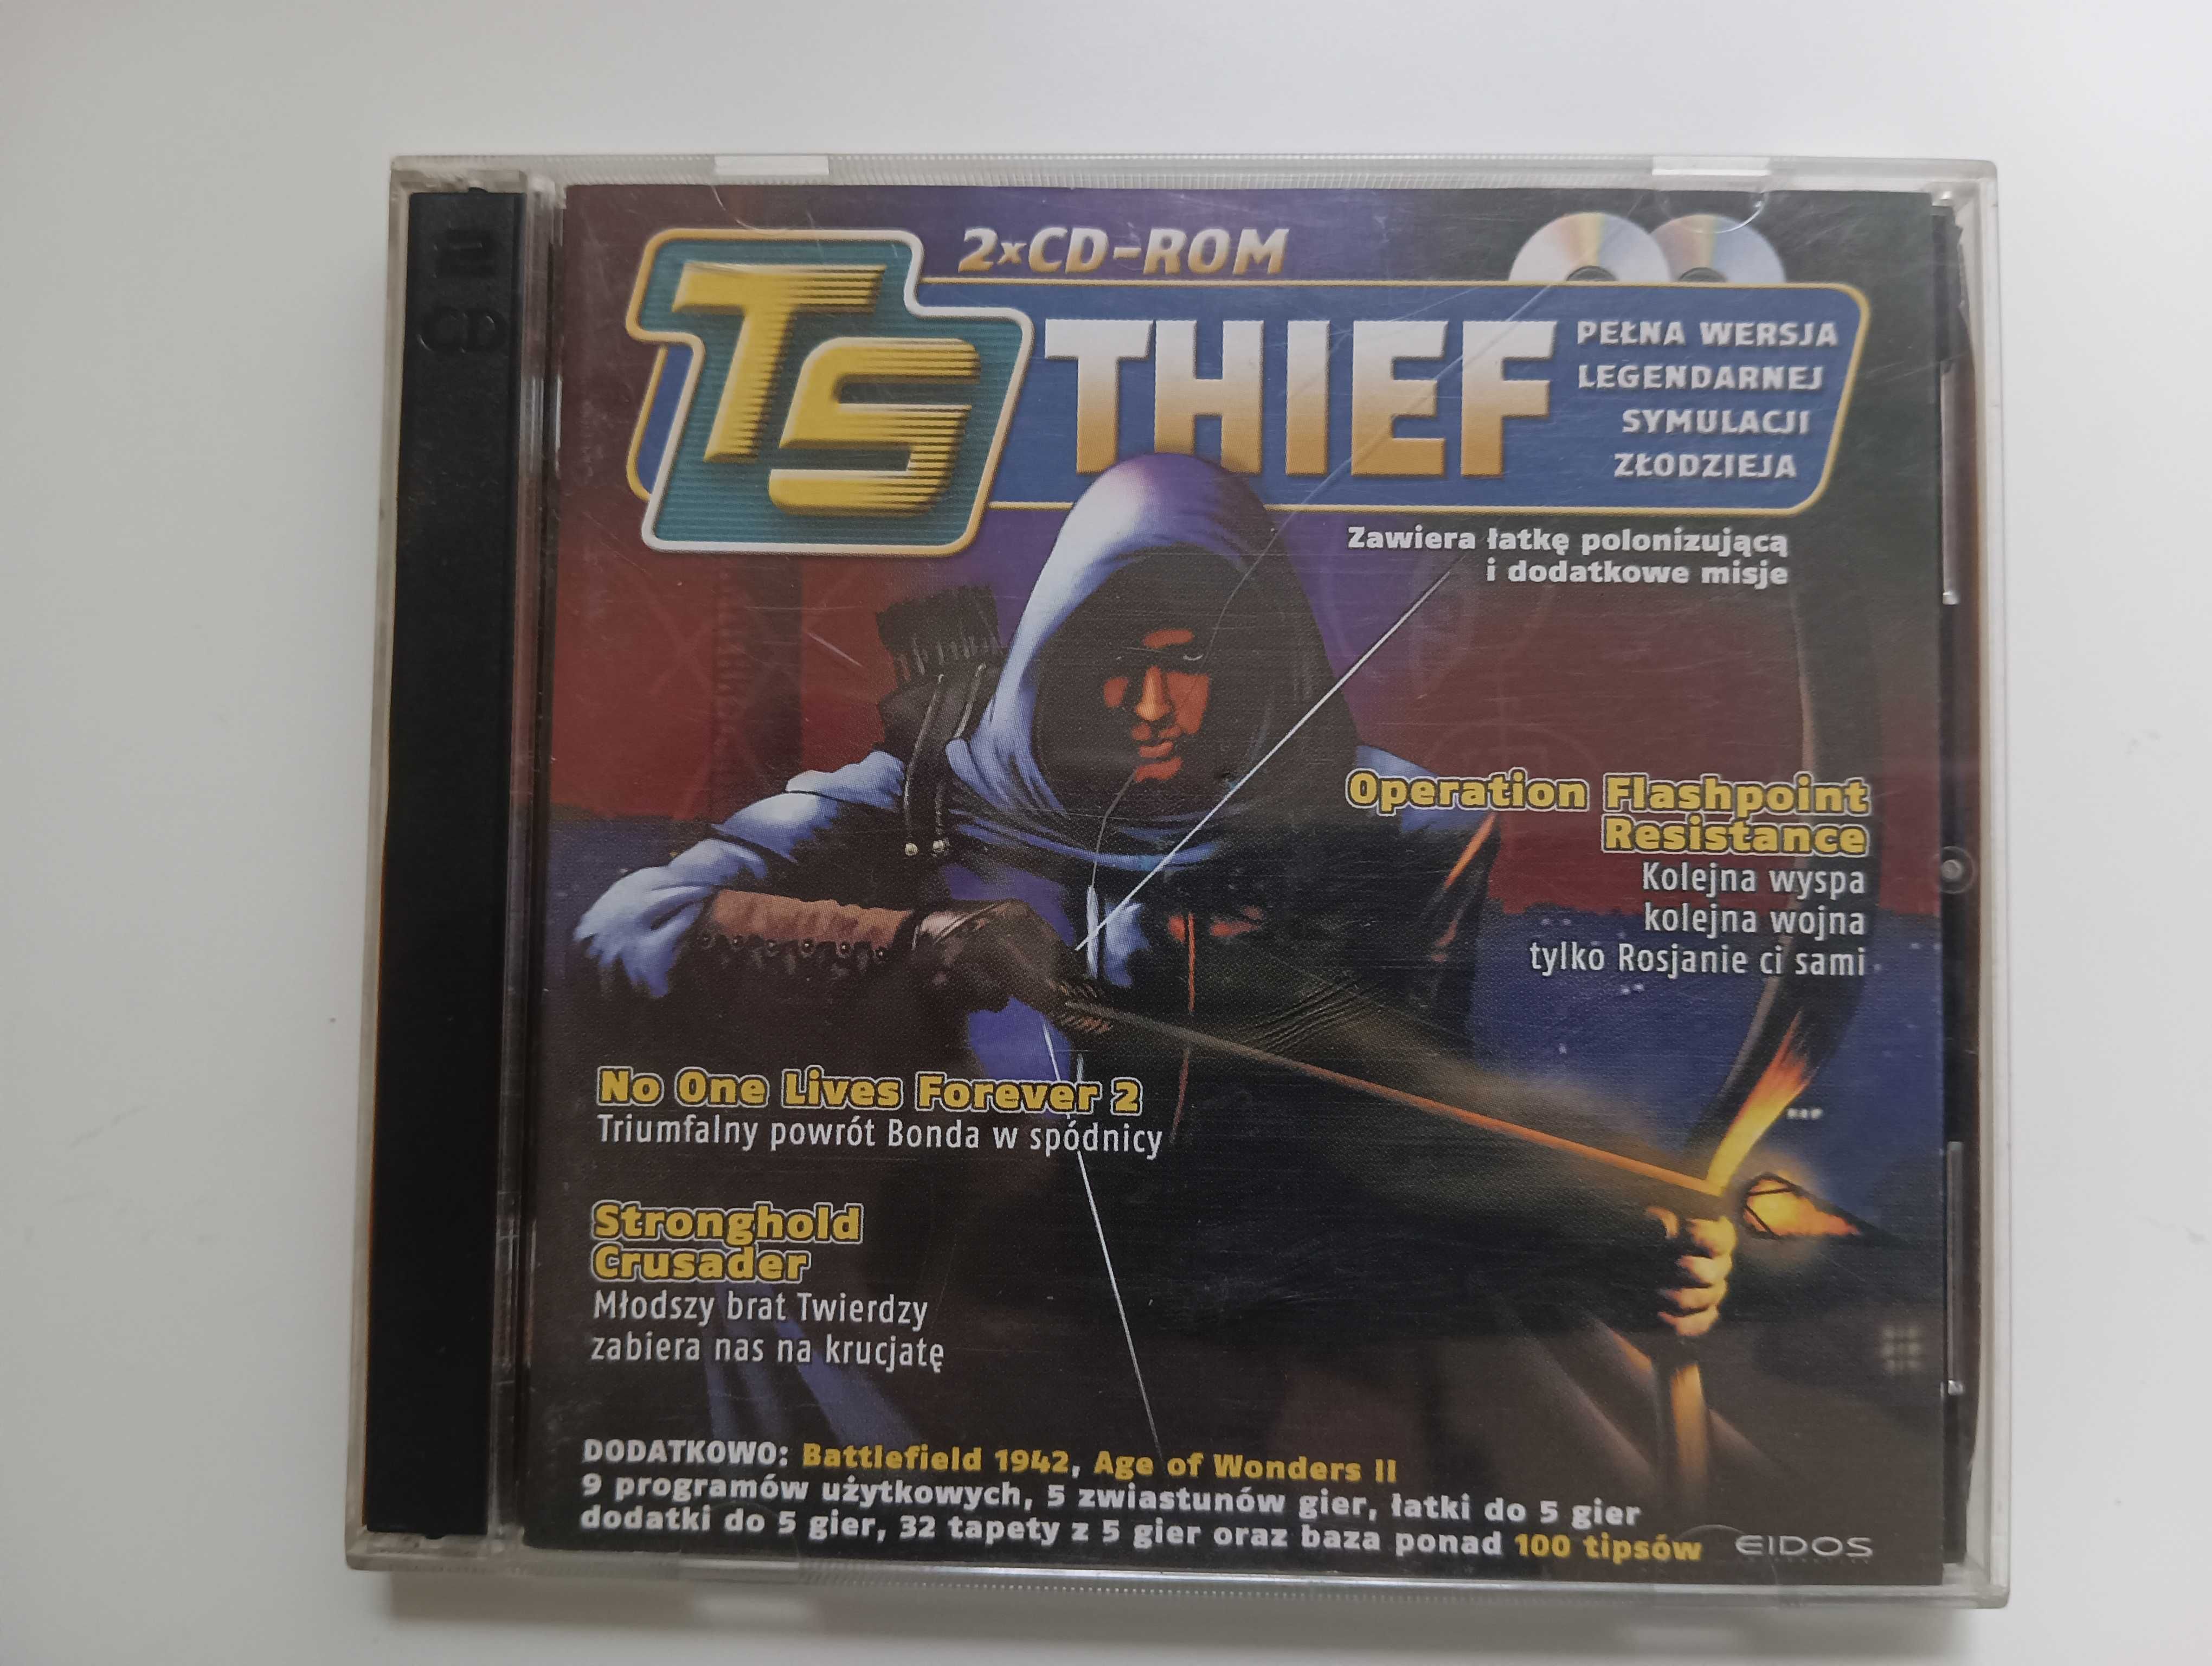 2xCD-ROM
TS
THIEF
PEŁNA WERSJA
LEGENDARNEJ
SYMULACJI
ZŁODZIEJA
Zawiera łatkę polonizującą
i dodatkowe misje
Operation Flashpoint
Resistance
Kolejna wyspa
kolejna wojna
tylko Rosjanie ci sami
No One Lives Forever 2
Triumfalny powrót Bonda w spódnicy
Stronghold
Crusader
Młodszy brat Twierdzy
zabiera nas na krucjatę
DODATKOWO: Battlefield 1942, Age of Wonders II
9 programów użytkowych, 5 zwiastunów gier, łatki do 5 gier
dodatki do 5 gier, 32 tapety z 5 gier oraz baza ponad 100 tipsów
EIDOS